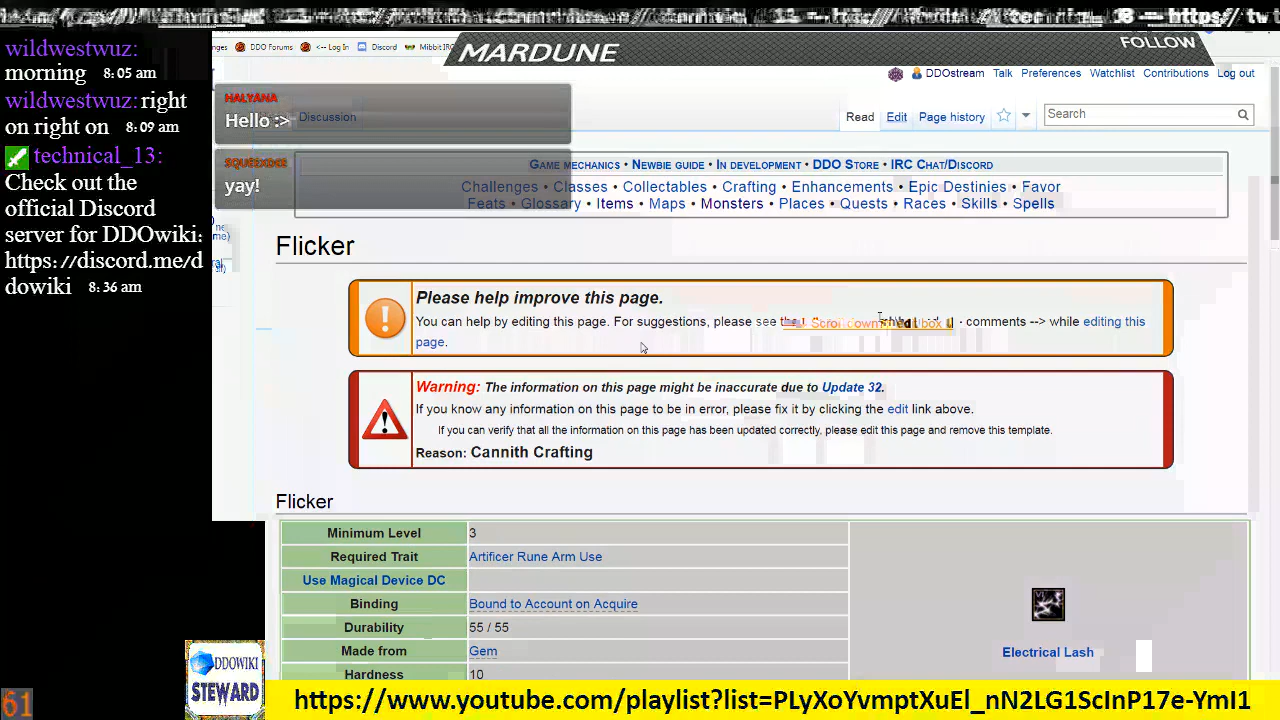 wildwestwuz:
morning 8:05 am
wildwestwuz: right
on right on 8:09 am
technical_13:
Check out the
official Discord
server for DDOwiki:
https://discord.me/d
dowiki 8:36 am
DDO Forums <-- Log In Discord Mibbit IRC
MARDUNE
FOLLOW
DDOstream Talk Preferences Watchlist Contributions Log out
HALYANA
Hello :>
Discussion
Read Edit Page history
Search
yay!
Game mechanics • Newbie guide • In development • DDO Store • IRC Chat/Discord
Challenges • Classes • Collectables • Crafting • Enhancements • Epic Destinies • Favor
Feats • Glossary • Items • Maps • Monsters • Places • Quests • Races • Skills • Spells
Flicker
Please help improve this page.
You can help by editing this page. For suggestions, please see the comments --> while editing this
page.
Warning: The information on this page might be inaccurate due to Update 32.
If you know any information on this page to be in error, please fix it by clicking the edit link above.
If you can verify that all the information on this page has been updated correctly, please edit this page and remove this template.
Reason: Cannith Crafting
Flicker
Minimum Level 3
Required Trait Artificer Rune Arm Use
Use Magical Device DC
Binding Bound to Account on Acquire
Durability 55 / 55
Made from Gem
Hardness 10
Electrical Lash
DDOWIKI
STEWARD
61
https://www.youtube.com/playlist?list=PLyXoYvmptXuEl_nN2LG1ScInP17e-YmI1